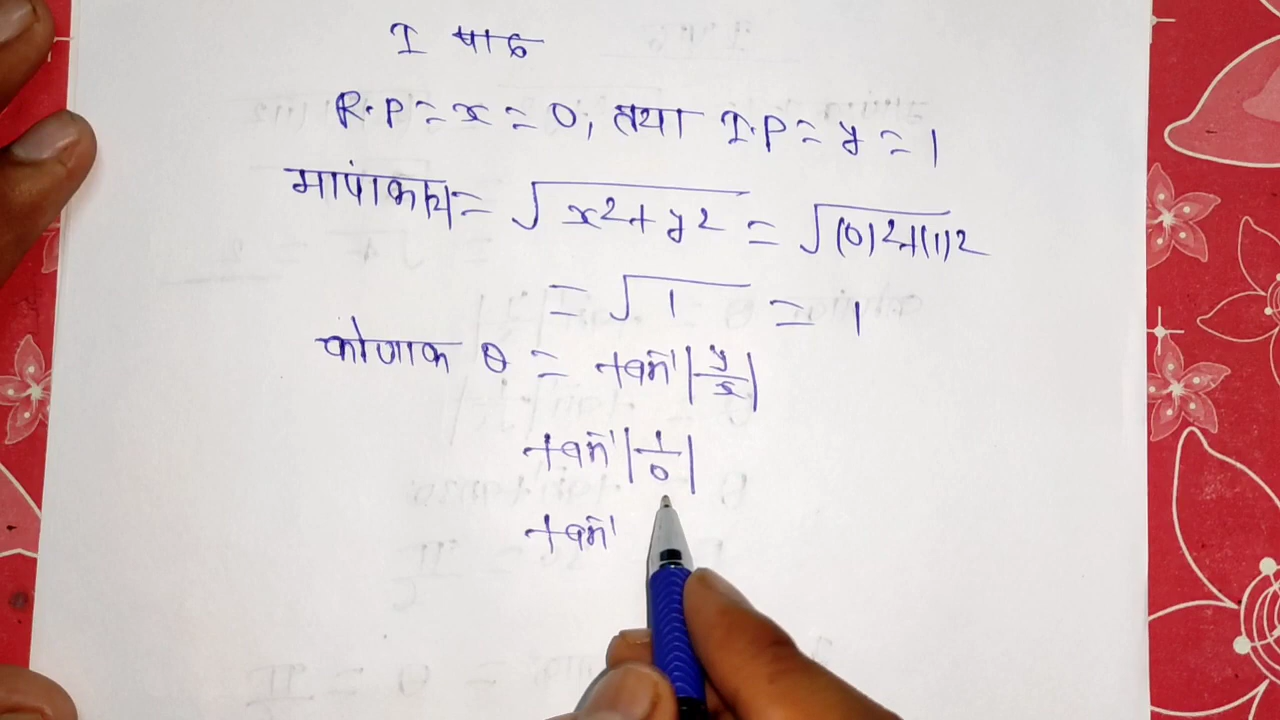 I पाद
R.P = x = 0, तथा I.P = y = 1
मापांक |z| = √x²+y² = √(0)²+(1)²
= √1 = 1
कोणाक θ = tan⁻¹|y/x|
tan⁻¹|1/0|
tan⁻¹